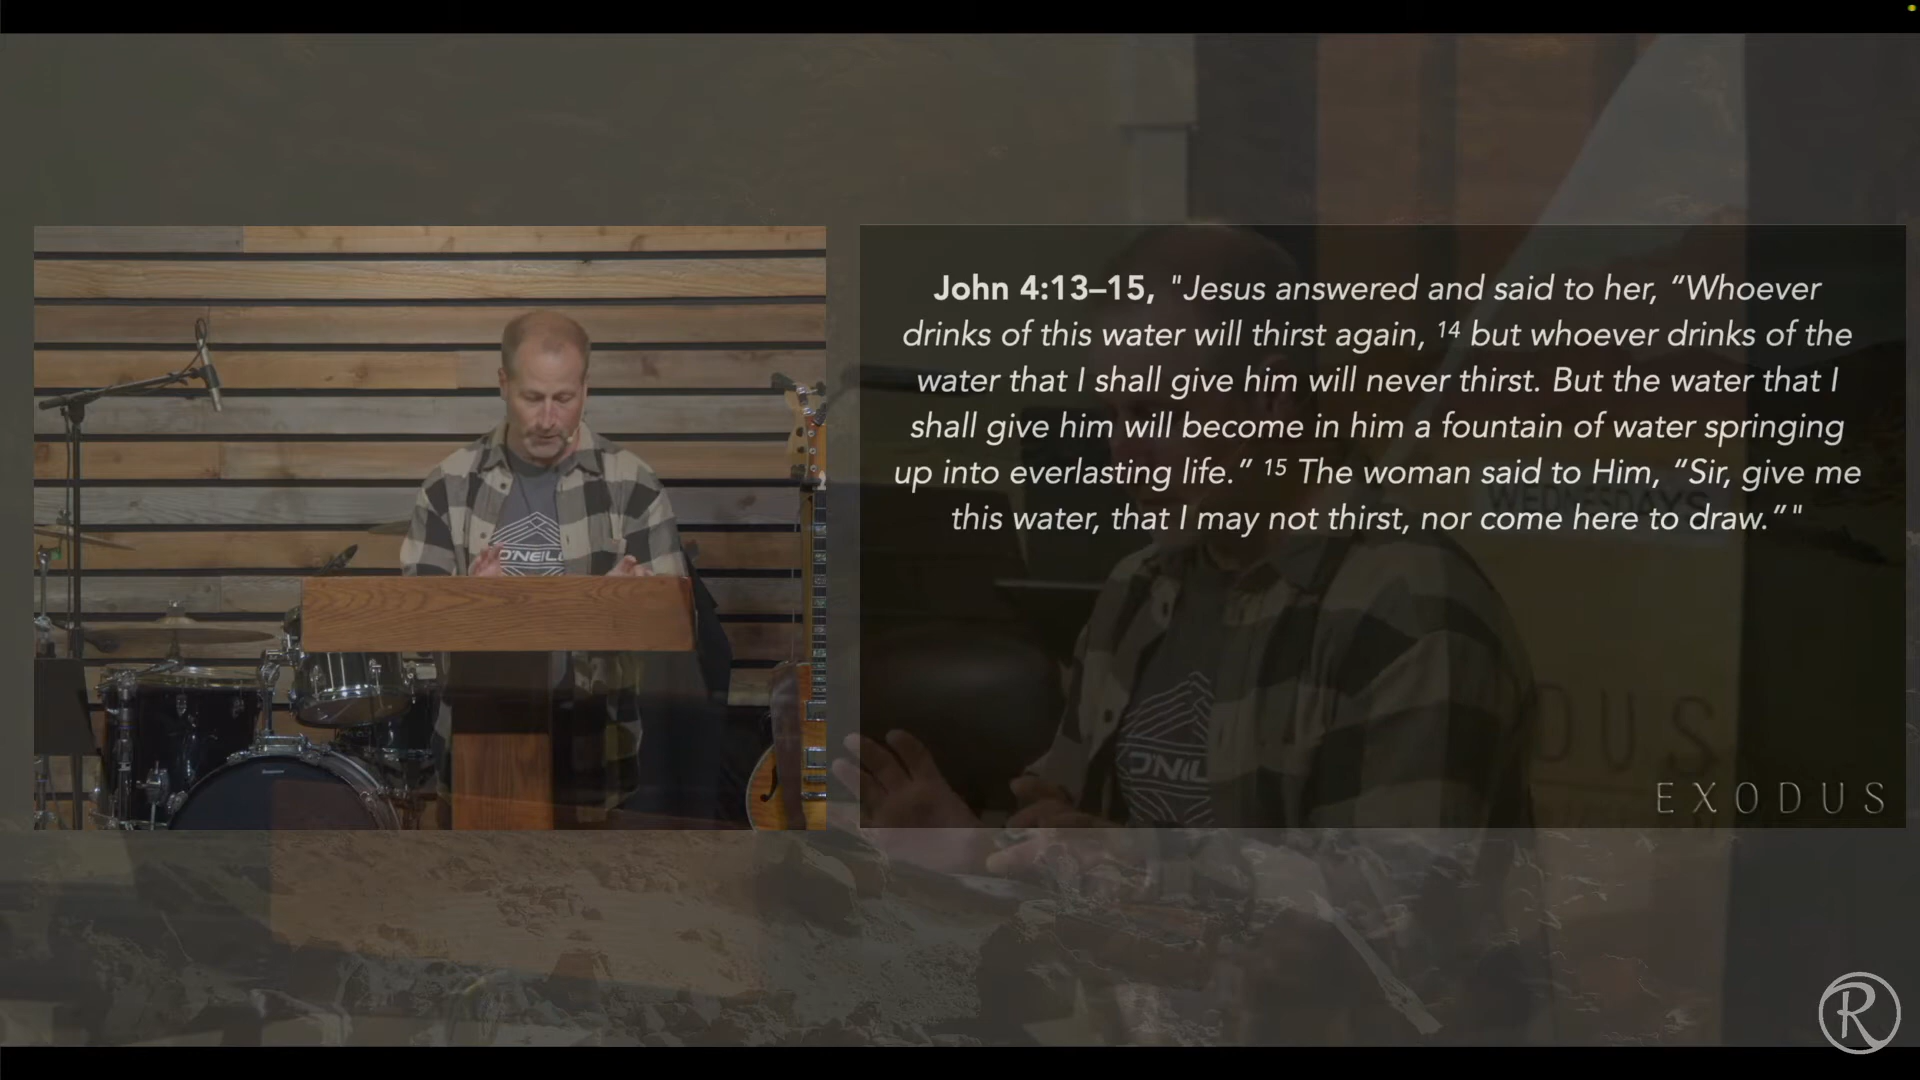 John 4:13–15, "Jesus answered and said to her, “Whoever
drinks of this water will thirst again, ¹⁴ but whoever drinks of the
water that I shall give him will never thirst. But the water that I
shall give him will become in him a fountain of water springing
up into everlasting life.” ¹⁵ The woman said to Him, “Sir, give me
this water, that I may not thirst, nor come here to draw.”"
WEDNESDAYS
O'NEILL
EXODUS
R